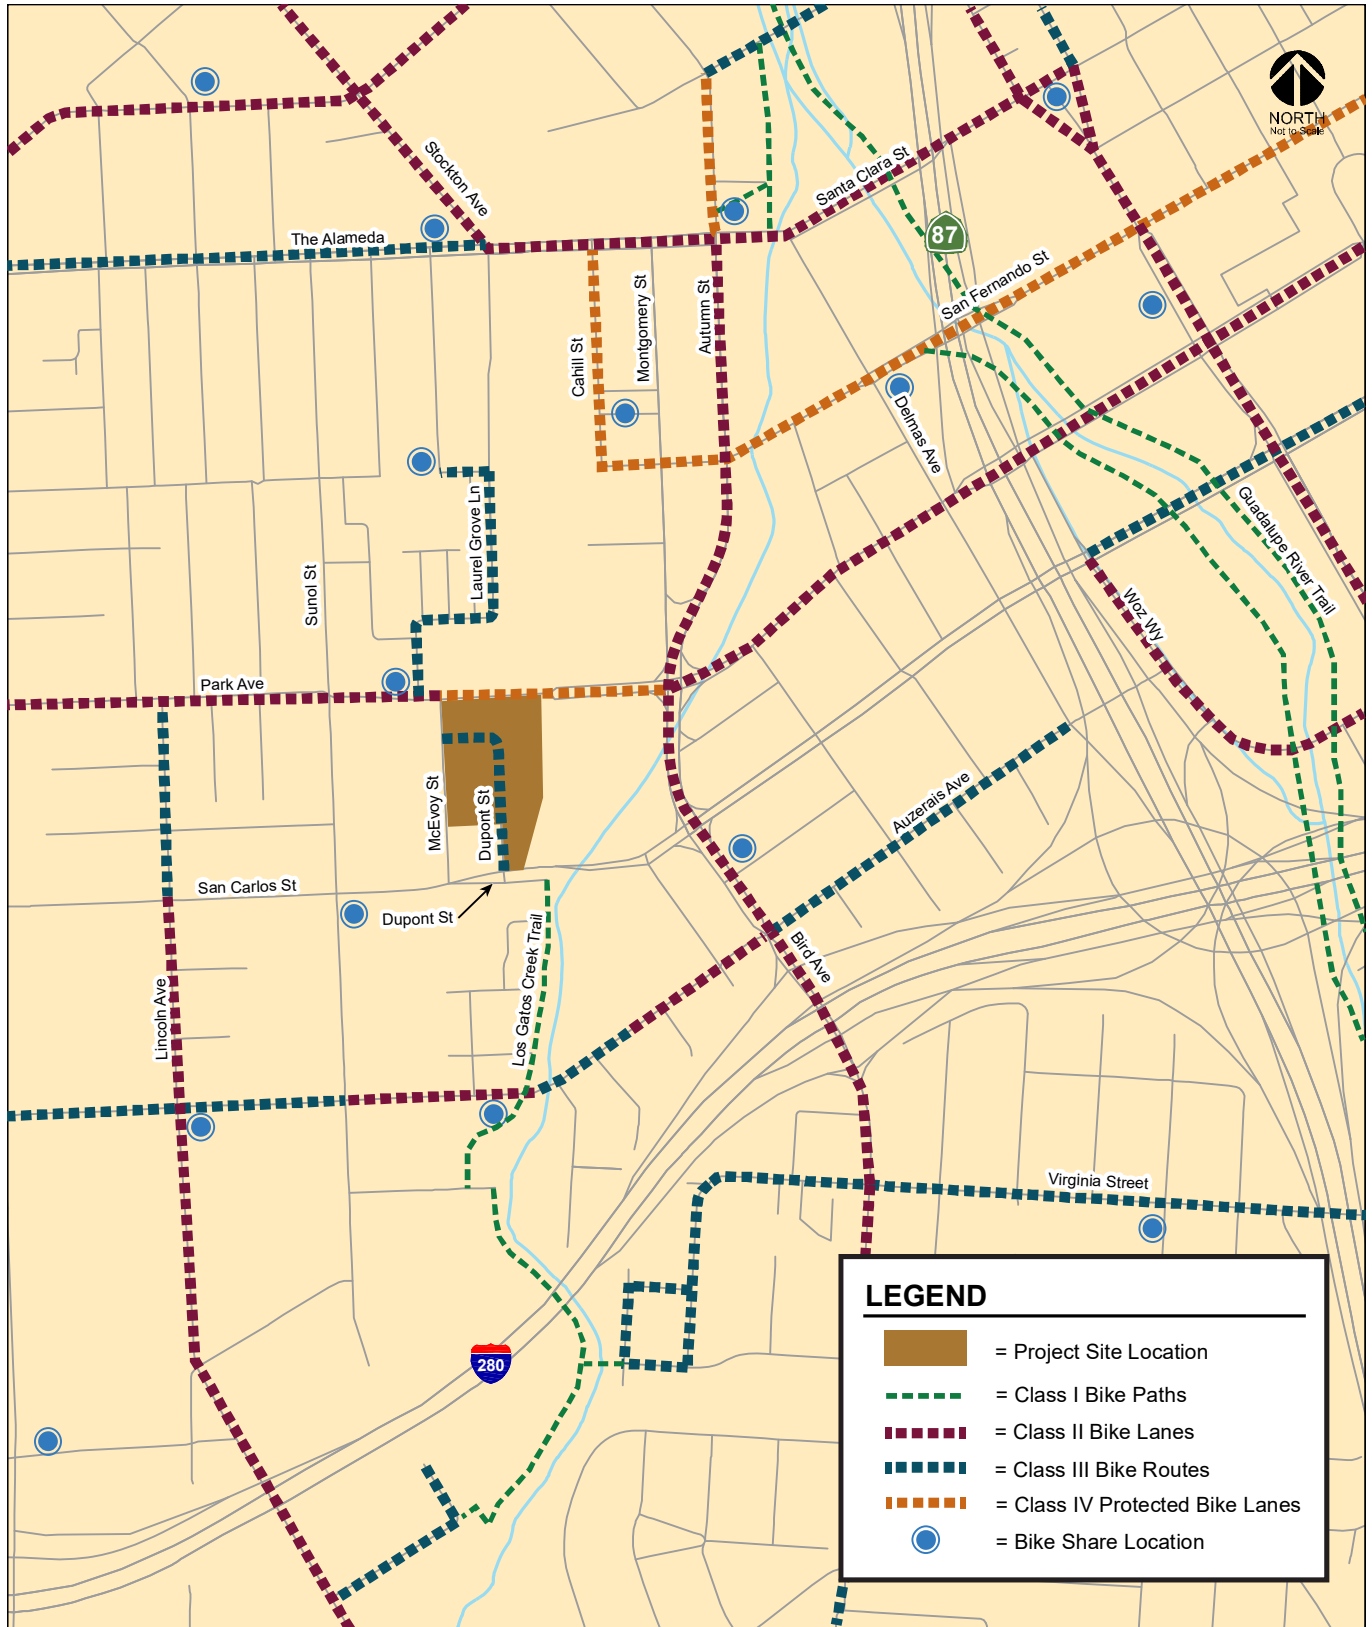 NORTH
Not to Scale
Stockton Ave
Santa Clara St
The Alameda
87
San Fernando St
Cahill St
Montgomery St
Autumn St
Delmas Ave
Laurel Grove Ln
Guadalupe River Trail
Sunol St
Woz Wy
Park Ave
McEvoy St
Dupont St
Auzerais Ave
San Carlos St
Dupont St
Los Gatos Creek Trail
Bird Ave
Lincoln Ave
Virginia Street
280
LEGEND
= Project Site Location
= Class I Bike Paths
= Class II Bike Lanes
= Class III Bike Routes
= Class IV Protected Bike Lanes
= Bike Share Location